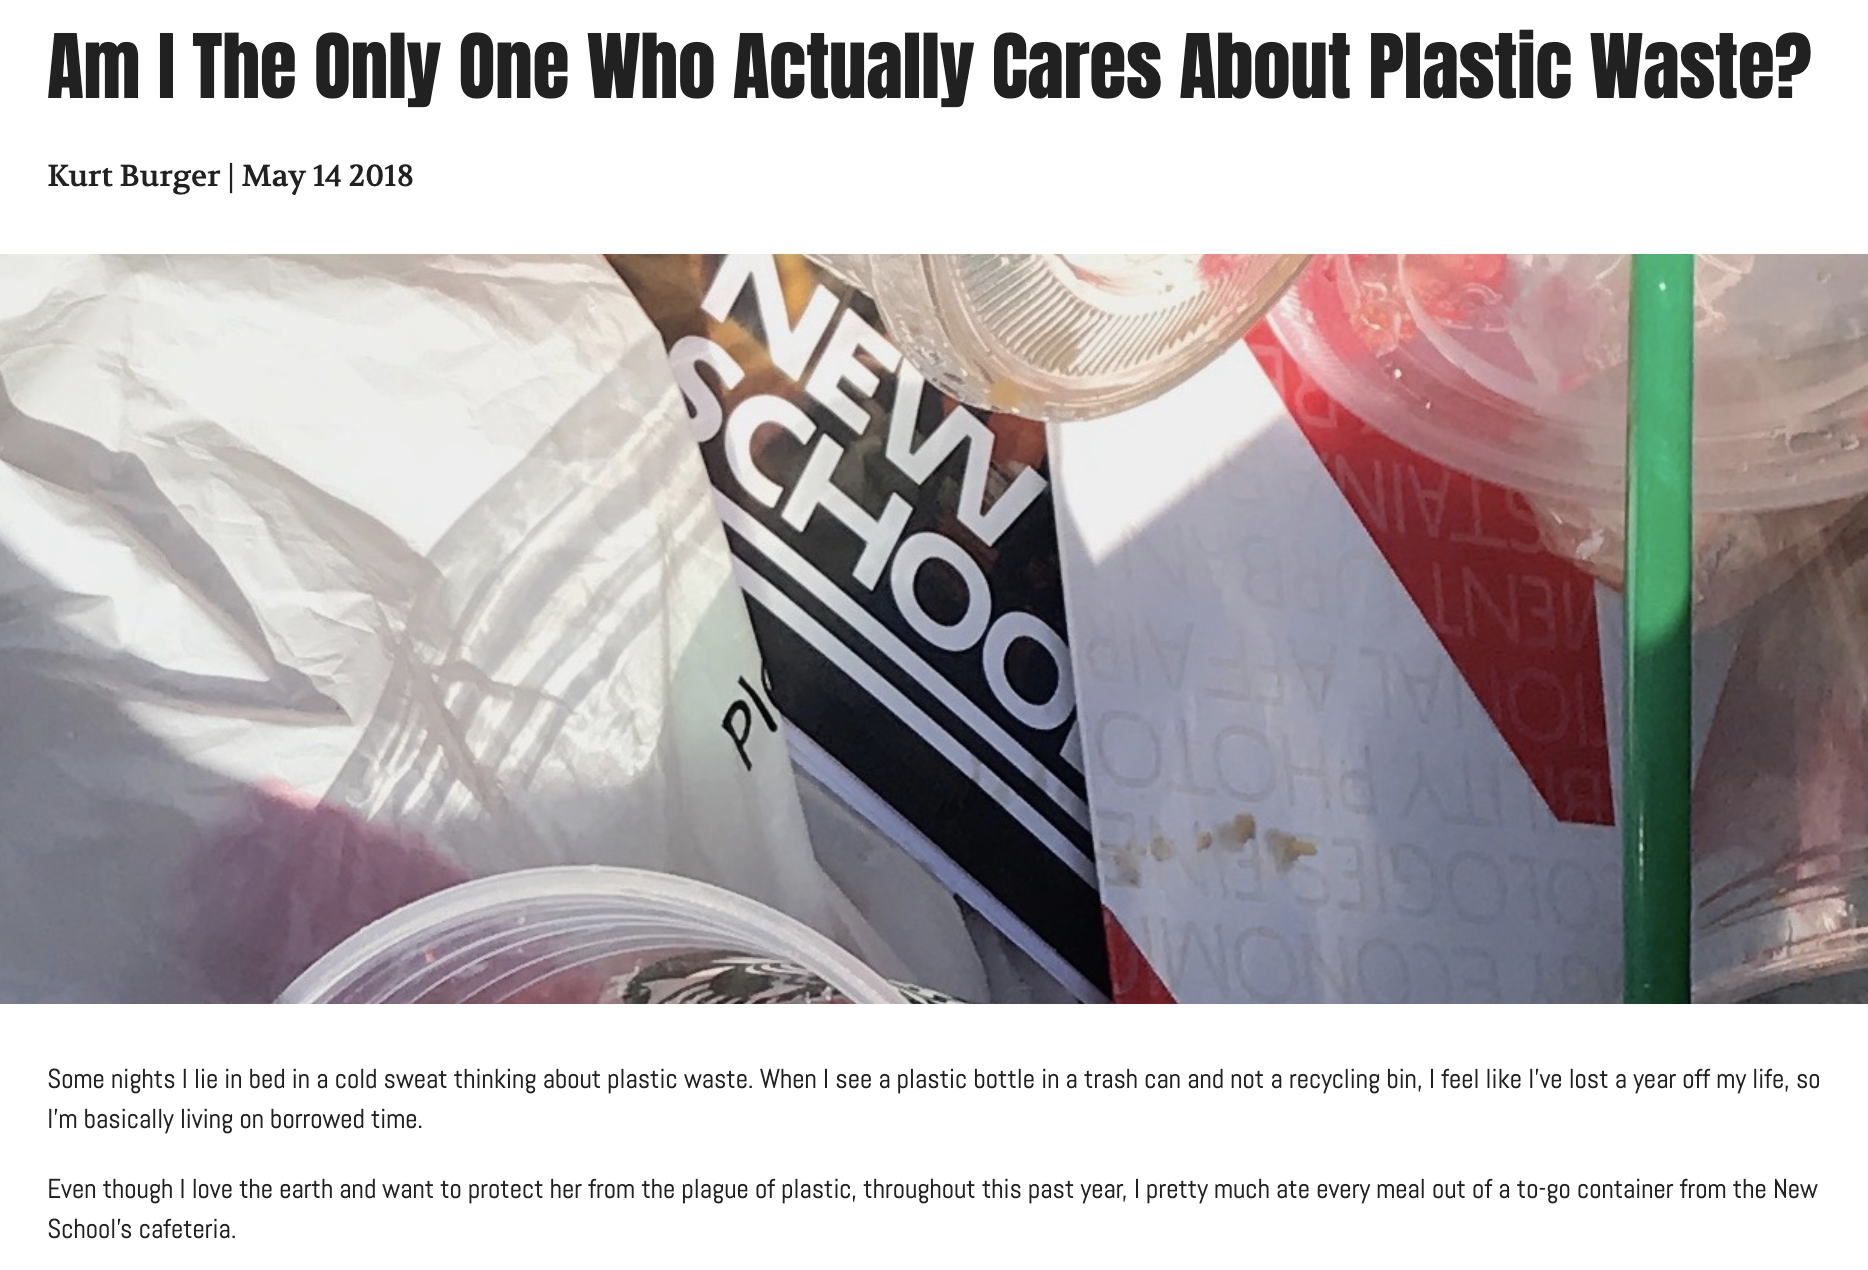 Am I The Only One Who Actually Cares About Plastic Waste?
Kurt Burger | May 14 2018
NEW
SCHOO
Some nights I lie in bed in a cold sweat thinking about plastic waste. When I see a plastic bottle in a trash can and not a recycling bin, I feel like I’ve lost a year off my life, so
I’m basically living on borrowed time.
Even though I love the earth and want to protect her from the plague of plastic, throughout this past year, I pretty much ate every meal out of a to-go container from the New
School’s cafeteria.